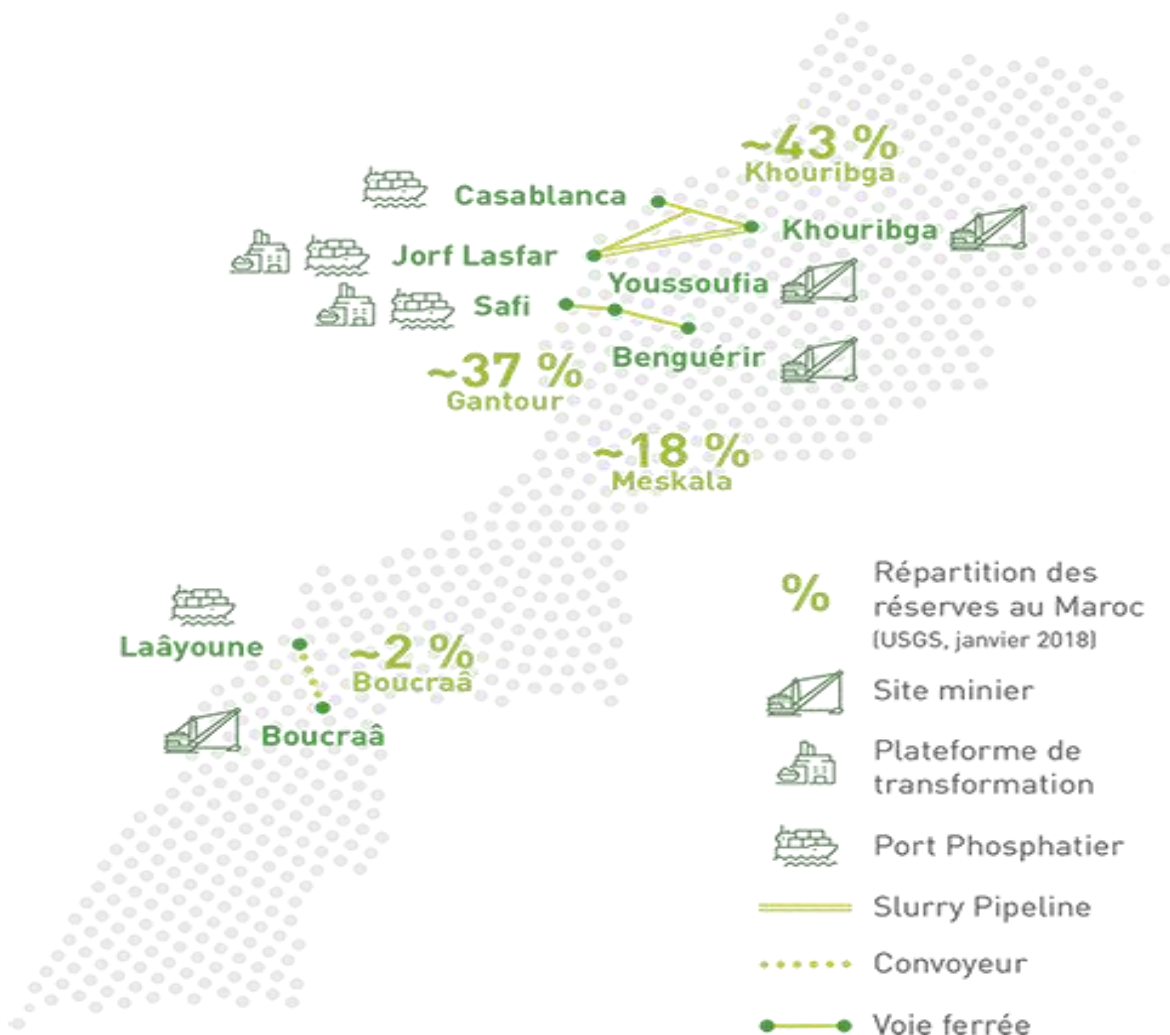 ~43 %
Khouribga
Casablanca
Khouribga
Jorf Lasfar
Youssoufia
Safi
Benguérir
~37 %
Gantour
~18 %
Meskala
Laâyoune
~2 %
Boucraâ
Boucraâ
%
Répartition des
réserves au Maroc
(USGS, janvier 2018)
Site minier
Plateforme de
transformation
Port Phosphatier
Slurry Pipeline
Convoyeur
Voie ferrée